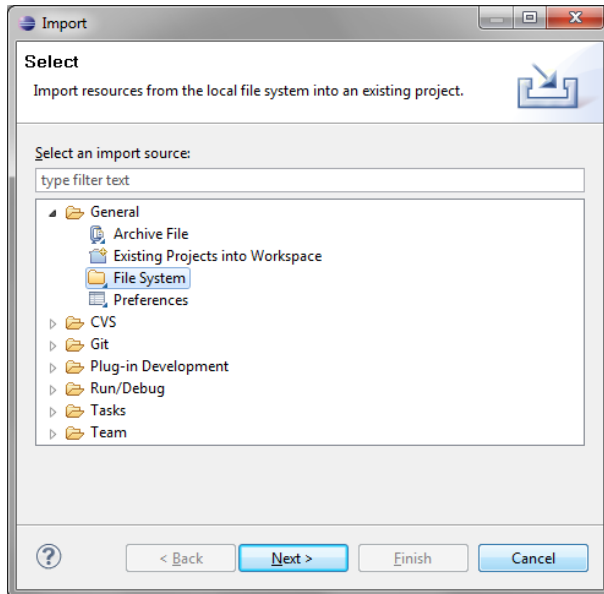 Import
Select
Import resources from the local file system into an existing project.
Select an import source:
type filter text
General
Archive File
Existing Projects into Workspace
File System
Preferences
CVS
Git
Plug-in Development
Run/Debug
Tasks
Team
? < Back Next > Finish Cancel